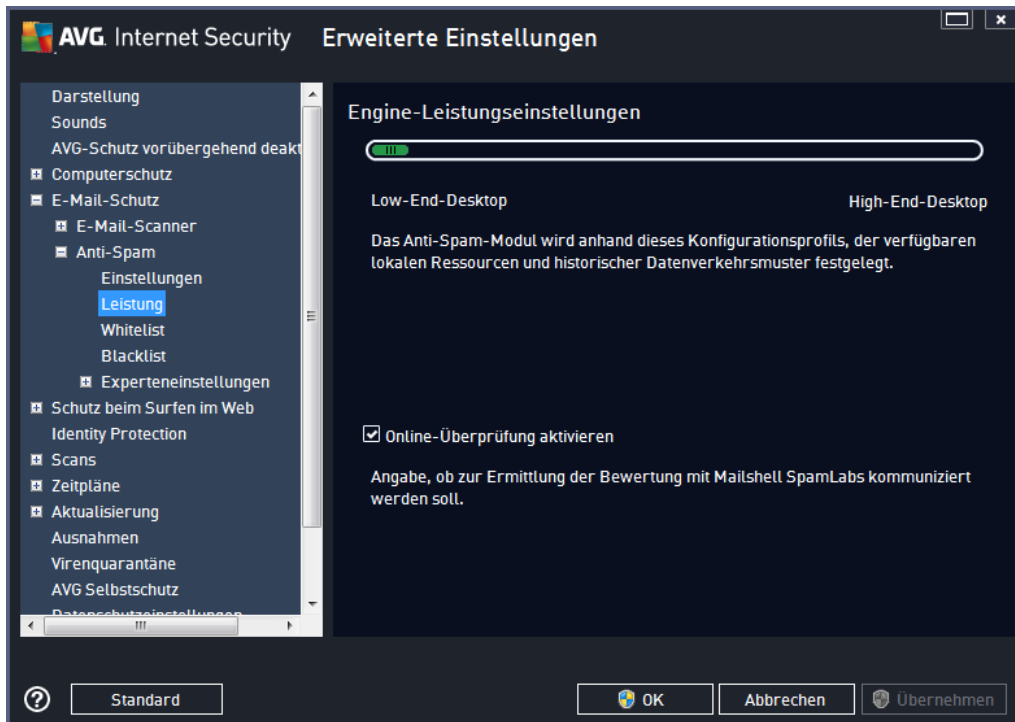 AVG. Internet Security Erweiterte Einstellungen
Darstellung
Sounds
AVG-Schutz vorübergehend deakt
Computerschutz
E-Mail-Schutz
E-Mail-Scanner
Anti-Spam
Einstellungen
Leistung
Whitelist
Blacklist
Experteneinstellungen
Schutz beim Surfen im Web
Identity Protection
Scans
Zeitpläne
Aktualisierung
Ausnahmen
Virenquarantäne
AVG Selbstschutz
Datenschutzeinstellungen
Engine-Leistungseinstellungen
Low-End-Desktop High-End-Desktop
Das Anti-Spam-Modul wird anhand dieses Konfigurationsprofils, der verfügbaren
lokalen Ressourcen und historischer Datenverkehrsmuster festgelegt.
Online-Überprüfung aktivieren
Angabe, ob zur Ermittlung der Bewertung mit Mailshell SpamLabs kommuniziert
werden soll.
? Standard OK Abbrechen Übernehmen